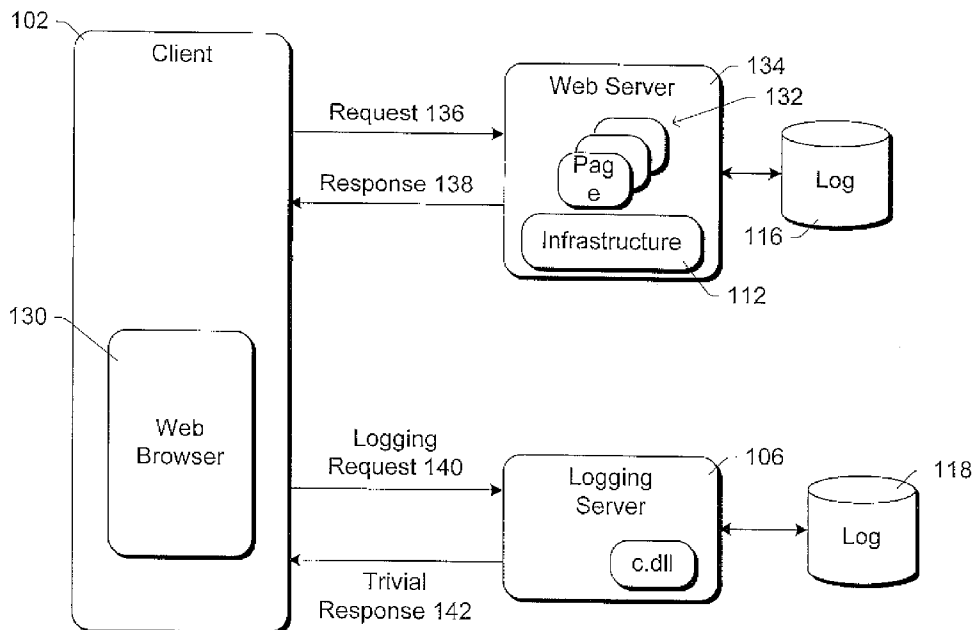 102
Client
Request 136
Response 138
130
Web
Browser
Logging
Request 140
Trivial
Response 142
134
Web Server
132
Pag
e
Infrastructure
112
Log
116
106
Logging
Server
c.dll
118
Log